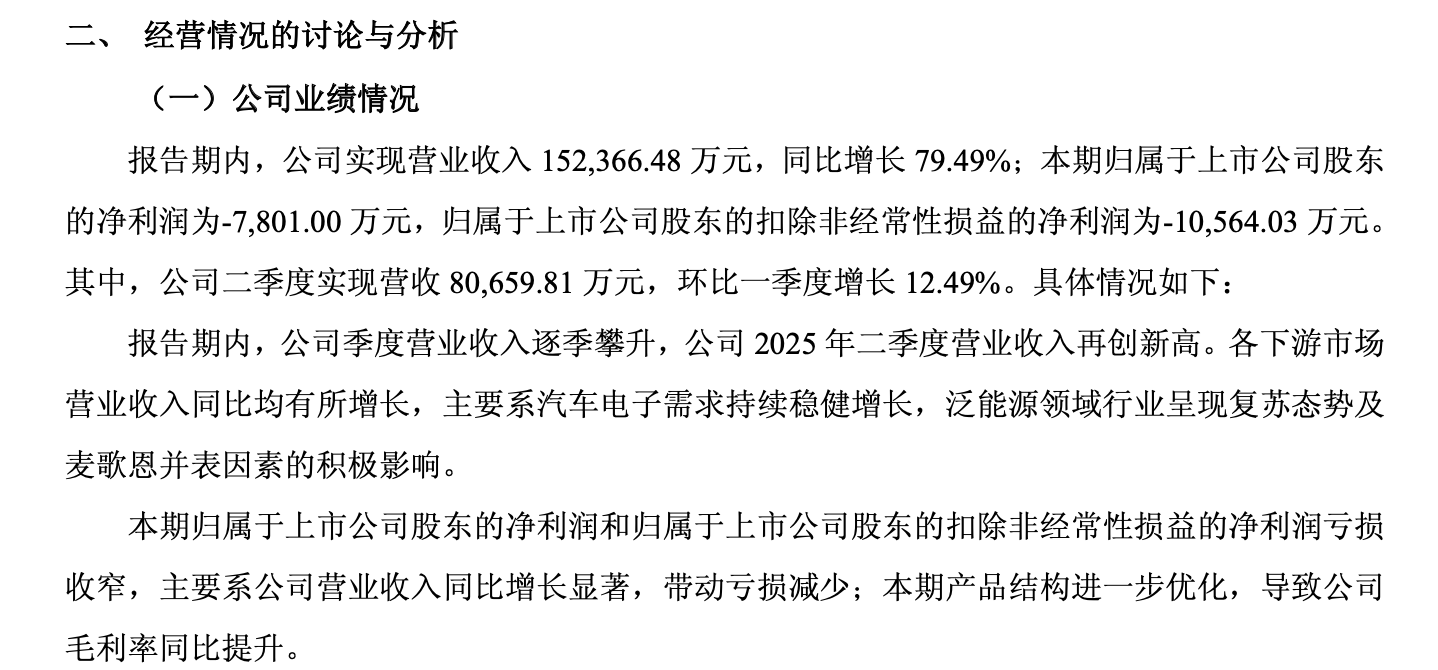 二、 经营情况的讨论与分析
（一）公司业绩情况
报告期内，公司实现营业收入 152,366.48 万元，同比增长 79.49%；本期归属于上市公司股东
的净利润为-7,801.00 万元，归属于上市公司股东的扣除非经常性损益的净利润为-10,564.03 万元。
其中，公司二季度实现营收 80,659.81 万元，环比一季度增长 12.49%。具体情况如下：
报告期内，公司季度营业收入逐季攀升，公司 2025 年二季度营业收入再创新高。各下游市场
营业收入同比均有所增长，主要系汽车电子需求持续稳健增长，泛能源领域行业呈现复苏态势及
麦歌恩并表因素的积极影响。
本期归属于上市公司股东的净利润和归属于上市公司股东的扣除非经常性损益的净利润亏损
收窄，主要系公司营业收入同比增长显著，带动亏损减少；本期产品结构进一步优化，导致公司
毛利率同比提升。